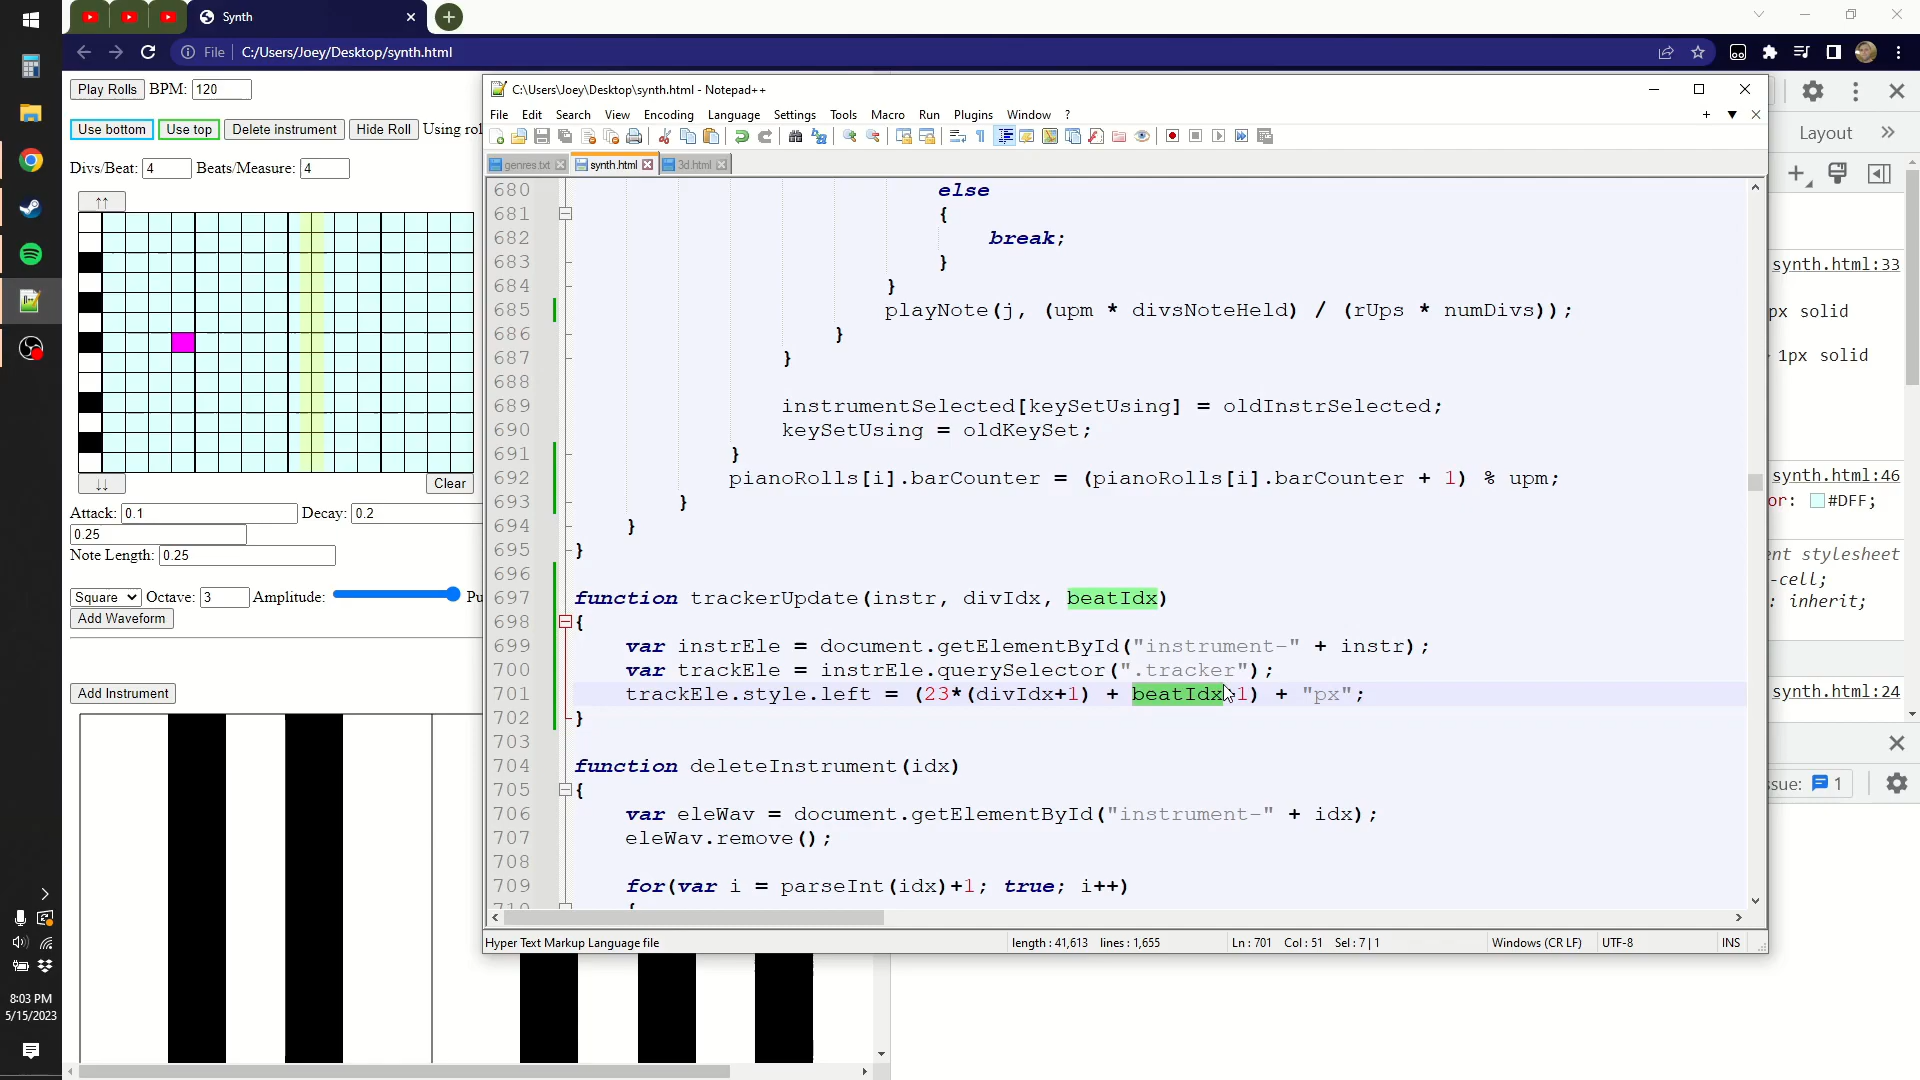 Synth
File C:/Users/Joey/Desktop/synth.html
Play Rolls BPM: 120
Use bottom Use top Delete instrument Hide Roll Using rol
Divs/Beat: 4 Beats/Measure: 4
↑↑
↓↓ Clear
Attack: 0.1 Decay: 0.2
0.25
Note Length: 0.25
Square Octave: 3 Amplitude: Pu
Add Waveform
Add Instrument
C:\Users\Joey\Desktop\synth.html - Notepad++
File Edit Search View Encoding Language Settings Tools Macro Run Plugins Window ?
genres.txt synth.html 3d.html
680 else
681 {
682 break;
683 }
684 }
685 playNote(j, (upm * divsNoteHeld) / (rUps * numDivs));
686 }
687 }
688
689 instrumentSelected[keySetUsing] = oldInstrSelected;
690 keySetUsing = oldKeySet;
691 }
692 pianoRolls[i].barCounter = (pianoRolls[i].barCounter + 1) % upm;
693 }
694 }
695 }
696
697 function trackerUpdate(instr, divIdx, beatIdx)
698 {
699 var instrEle = document.getElementById("instrument-" + instr);
700 var trackEle = instrEle.querySelector(".tracker");
701 trackEle.style.left = (23*(divIdx+1) + beatIdx 1) + "px";
702 }
703
704 function deleteInstrument(idx)
705 {
706 var eleWav = document.getElementById("instrument-" + idx);
707 eleWav.remove();
708
709 for(var i = parseInt(idx)+1; true; i++)
710 {
Hyper Text Markup Language file length : 41,613 lines : 1,655 Ln : 701 Col : 51 Sel : 7 | 1 Windows (CR LF) UTF-8 INS
Layout
synth.html:33
px solid
1px solid
synth.html:46
or: #DFF;
ent stylesheet
-cell;
: inherit;
synth.html:24
sue: 1
8:03 PM
5/15/2023